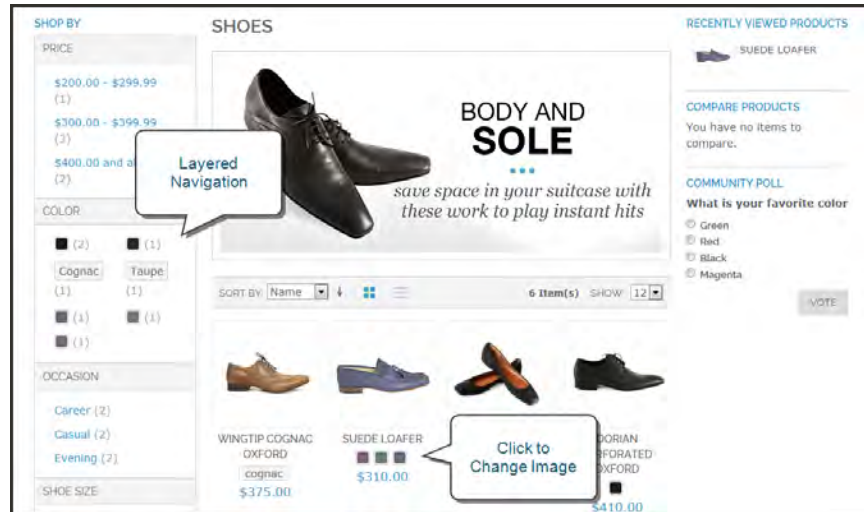 SHOP BY
PRICE
$200.00 - $299.99
(1)
$300.00 - $399.99
(3)
$400.00 and
(2)
Layered
Navigation
COLOR
(2) (1)
Cognac Taupe
(1) (1)
(1) (1)
(1)
OCCASION
Career (2)
Casual (2)
Evening (2)
SHOE SIZE
SHOES
BODY AND
SOLE
save space in your suitcase with
these work to play instant hits
SORT BY: Name 6 Item(s) SHOW 12
WINGTIP COGNAC
OXFORD
cognac
$375.00
SUEDE LOAFER
$310.00
Click to
Change Image
DORIAN
RFORATED
OXFORD
$410.00
RECENTLY VIEWED PRODUCTS
SUEDE LOAFER
COMPARE PRODUCTS
You have no items to
compare.
COMMUNITY POLL
What is your favorite color
Green
Red
Black
Magenta
VOTE